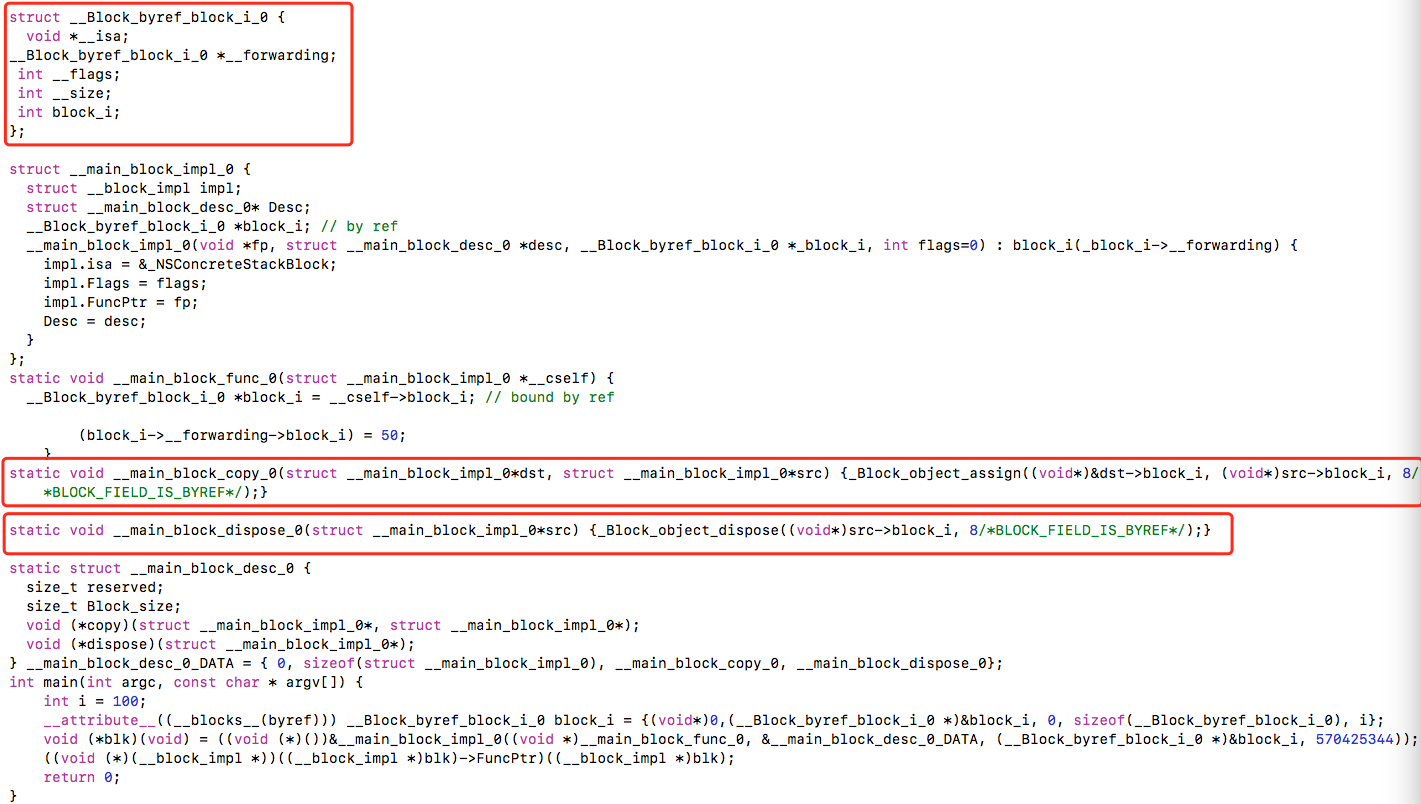 struct __Block_byref_block_i_0 {
  void *__isa;
__Block_byref_block_i_0 *__forwarding;
 int __flags;
 int __size;
 int block_i;
};

struct __main_block_impl_0 {
  struct __block_impl impl;
  struct __main_block_desc_0* Desc;
  __Block_byref_block_i_0 *block_i; // by ref
  __main_block_impl_0(void *fp, struct __main_block_desc_0 *desc, __Block_byref_block_i_0 *_block_i, int flags=0) : block_i(_block_i->__forwarding) {
    impl.isa = &_NSConcreteStackBlock;
    impl.Flags = flags;
    impl.FuncPtr = fp;
    Desc = desc;
  }
};
static void __main_block_func_0(struct __main_block_impl_0 *__cself) {
  __Block_byref_block_i_0 *block_i = __cself->block_i; // bound by ref

        (block_i->__forwarding->block_i) = 50;
    }
static void __main_block_copy_0(struct __main_block_impl_0*dst, struct __main_block_impl_0*src) {_Block_object_assign((void*)&dst->block_i, (void*)src->block_i, 8/
    *BLOCK_FIELD_IS_BYREF*/);}

static void __main_block_dispose_0(struct __main_block_impl_0*src) {_Block_object_dispose((void*)src->block_i, 8/*BLOCK_FIELD_IS_BYREF*/);}

static struct __main_block_desc_0 {
  size_t reserved;
  size_t Block_size;
  void (*copy)(struct __main_block_impl_0*, struct __main_block_impl_0*);
  void (*dispose)(struct __main_block_impl_0*);
} __main_block_desc_0_DATA = { 0, sizeof(struct __main_block_impl_0), __main_block_copy_0, __main_block_dispose_0};
int main(int argc, const char * argv[]) {
    int i = 100;
    __attribute__((__blocks__(byref))) __Block_byref_block_i_0 block_i = {(void*)0,(__Block_byref_block_i_0 *)&block_i, 0, sizeof(__Block_byref_block_i_0), i};
    void (*blk)(void) = ((void (*)())&__main_block_impl_0((void *)__main_block_func_0, &__main_block_desc_0_DATA, (__Block_byref_block_i_0 *)&block_i, 570425344));
    ((void (*)(__block_impl *))((__block_impl *)blk)->FuncPtr)((__block_impl *)blk);
    return 0;
}